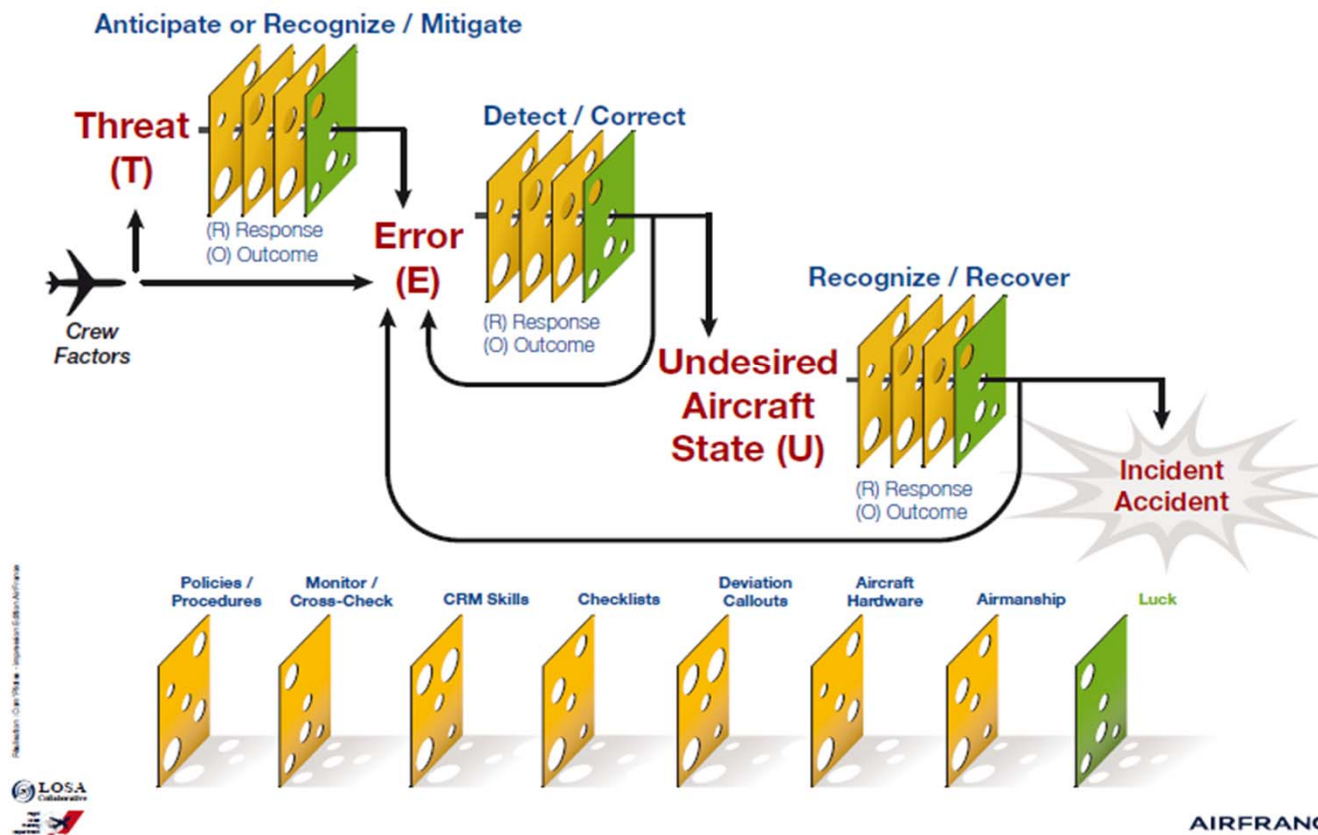 Anticipate or Recognize / Mitigate
Threat
(T)
(R) Response
(O) Outcome
Crew
Factors
Detect / Correct
Error
(E)
(R) Response
(O) Outcome
Recognize / Recover
Undesired
Aircraft
State (U)
(R) Response
(O) Outcome
Incident
Accident
Policies /
Procedures
Monitor /
Cross-Check
CRM Skills
Checklists
Deviation
Callouts
Aircraft
Hardware
Airmanship
Luck
LOSA
Collaborative
AIRFRANC